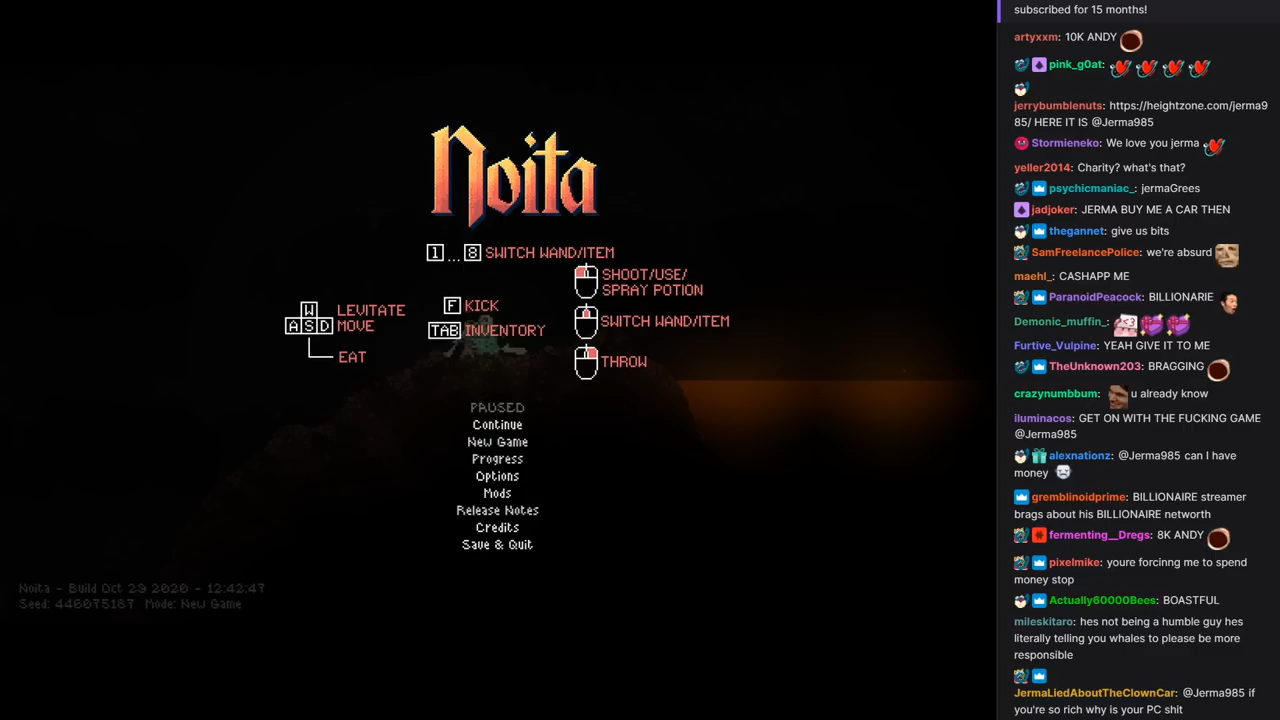 Noita
1 ... 8 SWITCH WAND/ITEM
SHOOT/USE/
SPRAY POTION
W LEVITATE
A S D MOVE
EAT
F KICK
TAB INVENTORY
SWITCH WAND/ITEM
THROW
PAUSED
Continue
New Game
Progress
Options
Mods
Release Notes
Credits
Save & Quit
Noita - Build Oct 29 2020 - 12:42:47
Seed: 446075187 Mode: New Game
subscribed for 15 months!
artyxxm: 10K ANDY
pink_g0at:
jerrybumblenuts: https://heightzone.com/jerma9
85/ HERE IT IS @Jerma985
Stormieneko: We love you jerma
yeller2014: Charity? what's that?
psychicmaniac_: jermaGrees
jadjoker: JERMA BUY ME A CAR THEN
thegannet: give us bits
SamFreelancePolice: we're absurd
maehl_: CASHAPP ME
ParanoidPeacock: BILLIONARIE
Demonic_muffin_:
Furtive_Vulpine: YEAH GIVE IT TO ME
TheUnknown203: BRAGGING
crazynumbbum: u already know
iluminacos: GET ON WITH THE FUCKING GAME
@Jerma985
alexnationz: @Jerma985 can I have
money
gremblinoidprime: BILLIONAIRE streamer
brags about his BILLIONAIRE networth
fermenting__Dregs: 8K ANDY
pixelmike: youre forcinng me to spend
money stop
Actually60000Bees: BOASTFUL
mileskitaro: hes not being a humble guy hes
literally telling you whales to please be more
responsible
JermaLiedAboutTheClownCar: @Jerma985 if
you're so rich why is your PC shit